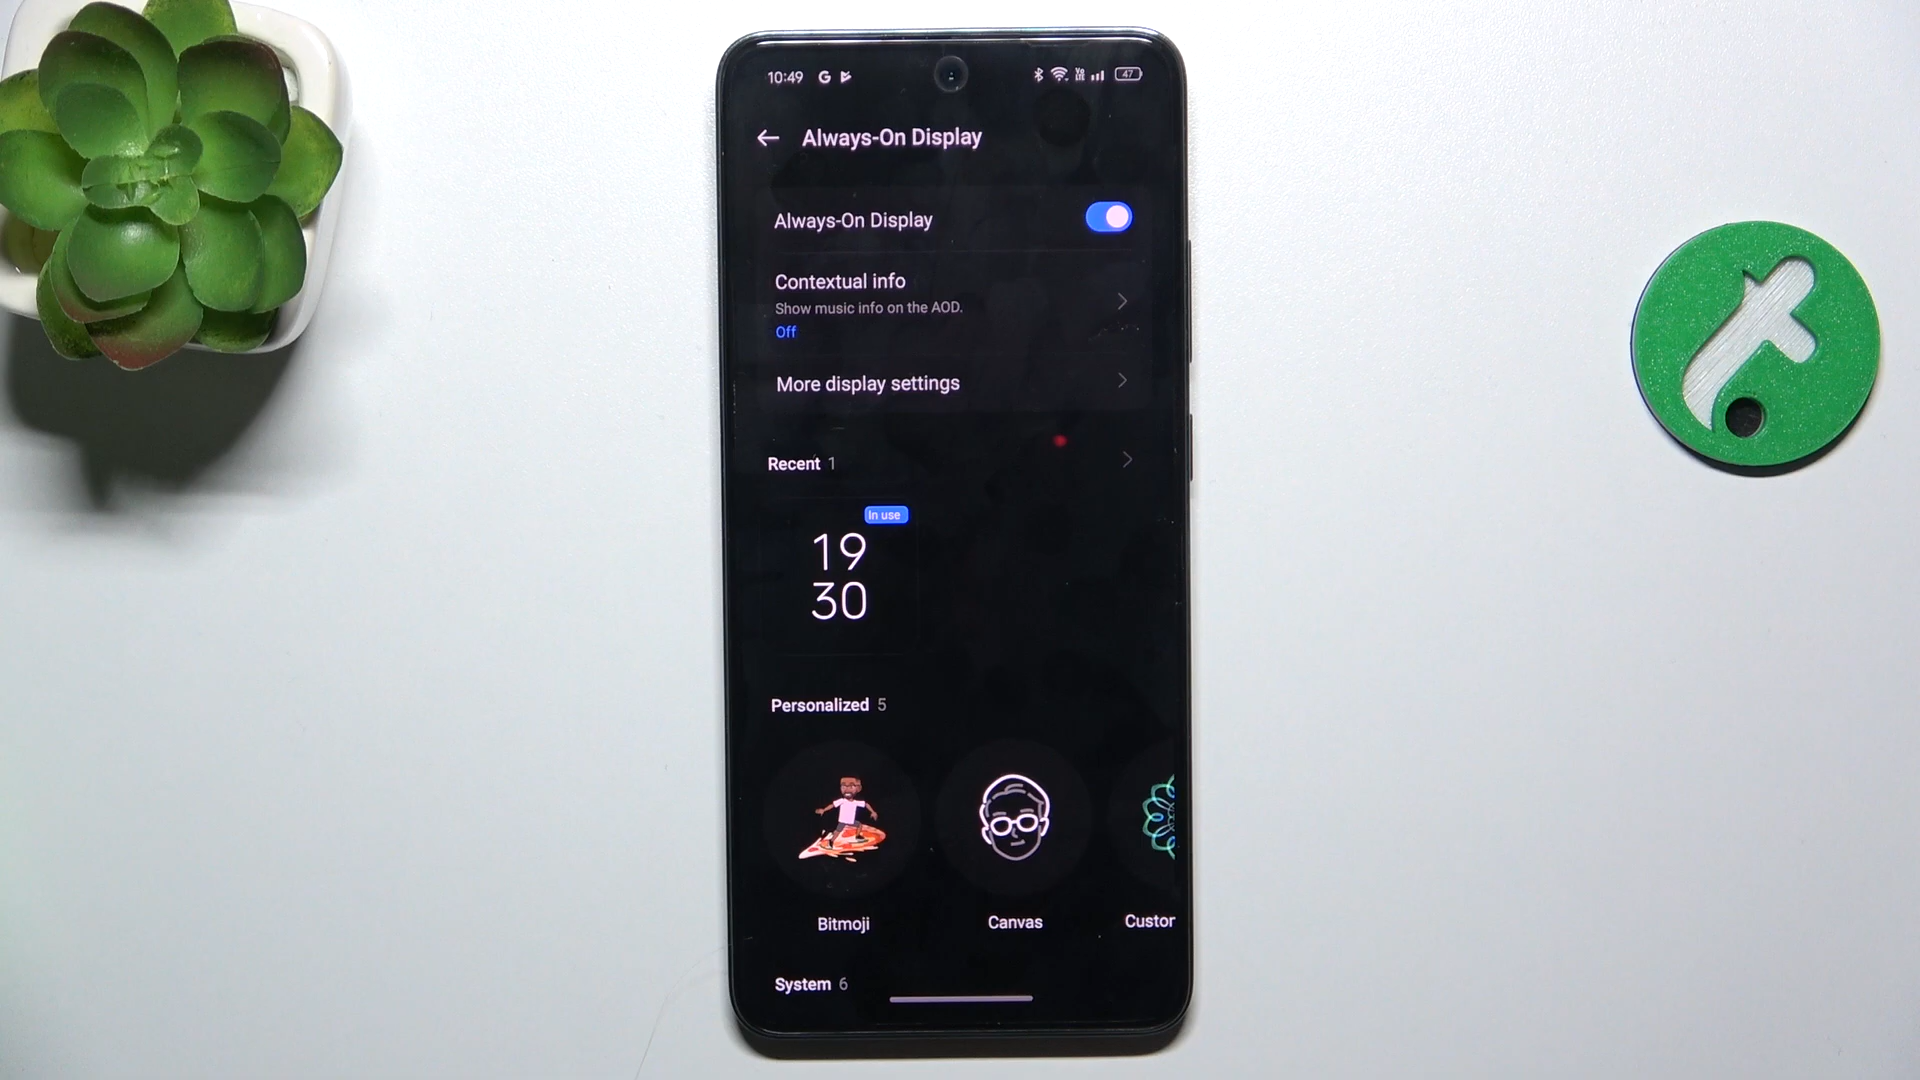 10:49
47
Always-On Display
Always-On Display
Contextual info
Show music info on the AOD.
Off
More display settings
Recent 1
In use
19
30
Personalized 5
Bitmoji
Canvas
Custor
System 6